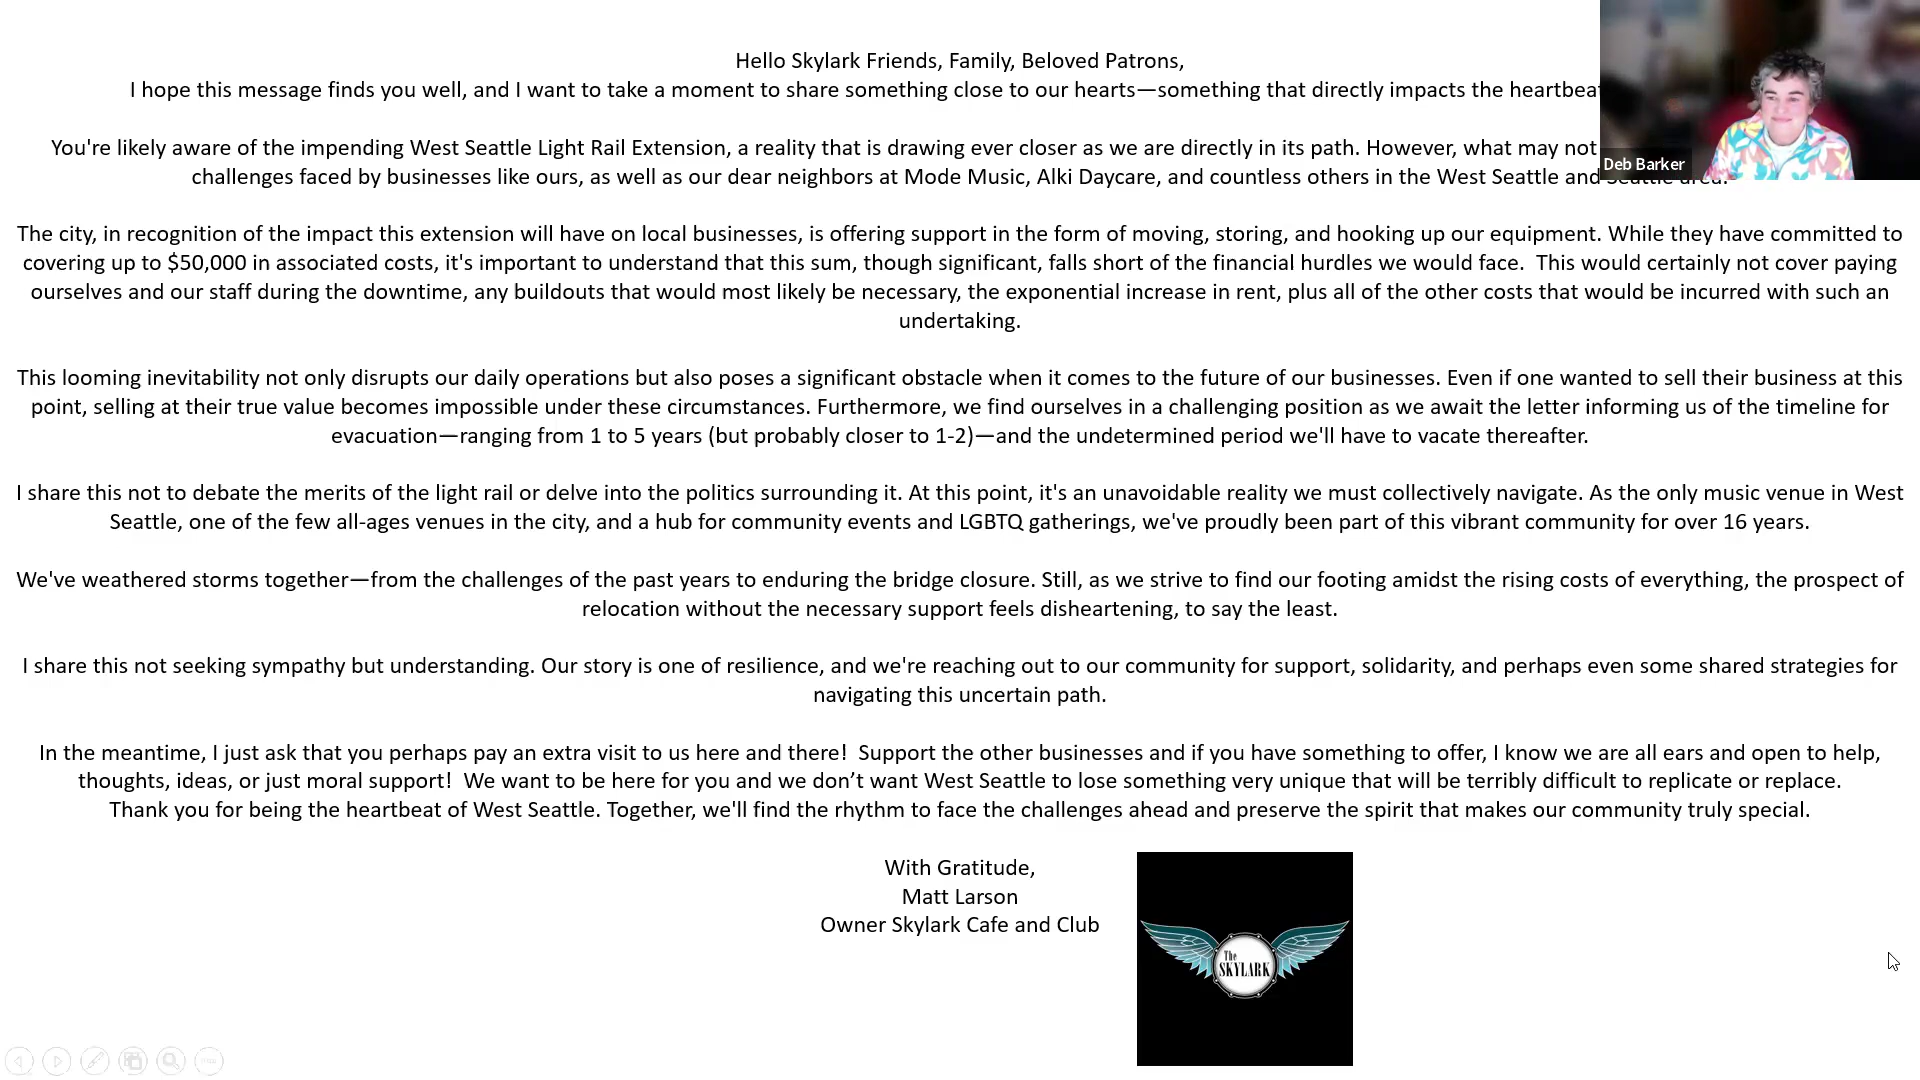 Hello Skylark Friends, Family, Beloved Patrons,
I hope this message finds you well, and I want to take a moment to share something close to our hearts—something that directly impacts the heartbeat
You're likely aware of the impending West Seattle Light Rail Extension, a reality that is drawing ever closer as we are directly in its path. However, what may not
challenges faced by businesses like ours, as well as our dear neighbors at Mode Music, Alki Daycare, and countless others in the West Seattle and Seattle area.
Deb Barker
The city, in recognition of the impact this extension will have on local businesses, is offering support in the form of moving, storing, and hooking up our equipment. While they have committed to
covering up to $50,000 in associated costs, it's important to understand that this sum, though significant, falls short of the financial hurdles we would face.  This would certainly not cover paying
ourselves and our staff during the downtime, any buildouts that would most likely be necessary, the exponential increase in rent, plus all of the other costs that would be incurred with such an
undertaking.
This looming inevitability not only disrupts our daily operations but also poses a significant obstacle when it comes to the future of our businesses. Even if one wanted to sell their business at this
point, selling at their true value becomes impossible under these circumstances. Furthermore, we find ourselves in a challenging position as we await the letter informing us of the timeline for
evacuation—ranging from 1 to 5 years (but probably closer to 1-2)—and the undetermined period we'll have to vacate thereafter.
I share this not to debate the merits of the light rail or delve into the politics surrounding it. At this point, it's an unavoidable reality we must collectively navigate. As the only music venue in West
Seattle, one of the few all-ages venues in the city, and a hub for community events and LGBTQ gatherings, we've proudly been part of this vibrant community for over 16 years.
We've weathered storms together—from the challenges of the past years to enduring the bridge closure. Still, as we strive to find our footing amidst the rising costs of everything, the prospect of
relocation without the necessary support feels disheartening, to say the least.
I share this not seeking sympathy but understanding. Our story is one of resilience, and we're reaching out to our community for support, solidarity, and perhaps even some shared strategies for
navigating this uncertain path.
In the meantime, I just ask that you perhaps pay an extra visit to us here and there!  Support the other businesses and if you have something to offer, I know we are all ears and open to help,
thoughts, ideas, or just moral support!  We want to be here for you and we don’t want West Seattle to lose something very unique that will be terribly difficult to replicate or replace.
Thank you for being the heartbeat of West Seattle. Together, we'll find the rhythm to face the challenges ahead and preserve the spirit that makes our community truly special.
With Gratitude,
Matt Larson
Owner Skylark Cafe and Club
The
SKYLARK